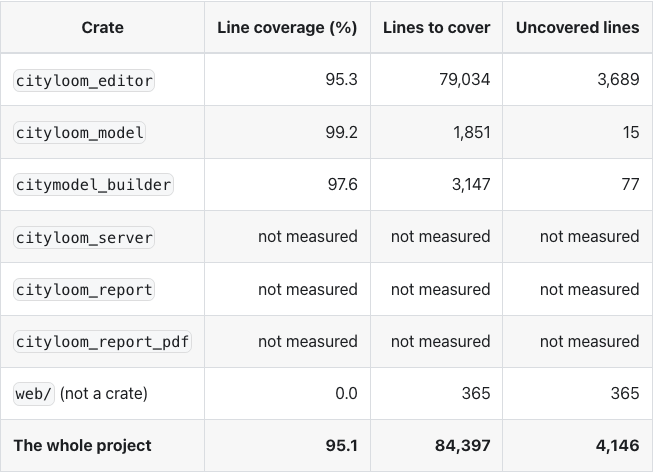 Crate Line coverage (%) Lines to cover Uncovered lines
cityloom_editor 95.3 79,034 3,689
cityloom_model 99.2 1,851 15
citymodel_builder 97.6 3,147 77
cityloom_server not measured not measured not measured
cityloom_report not measured not measured not measured
cityloom_report_pdf not measured not measured not measured
web/ (not a crate) 0.0 365 365
The whole project 95.1 84,397 4,146